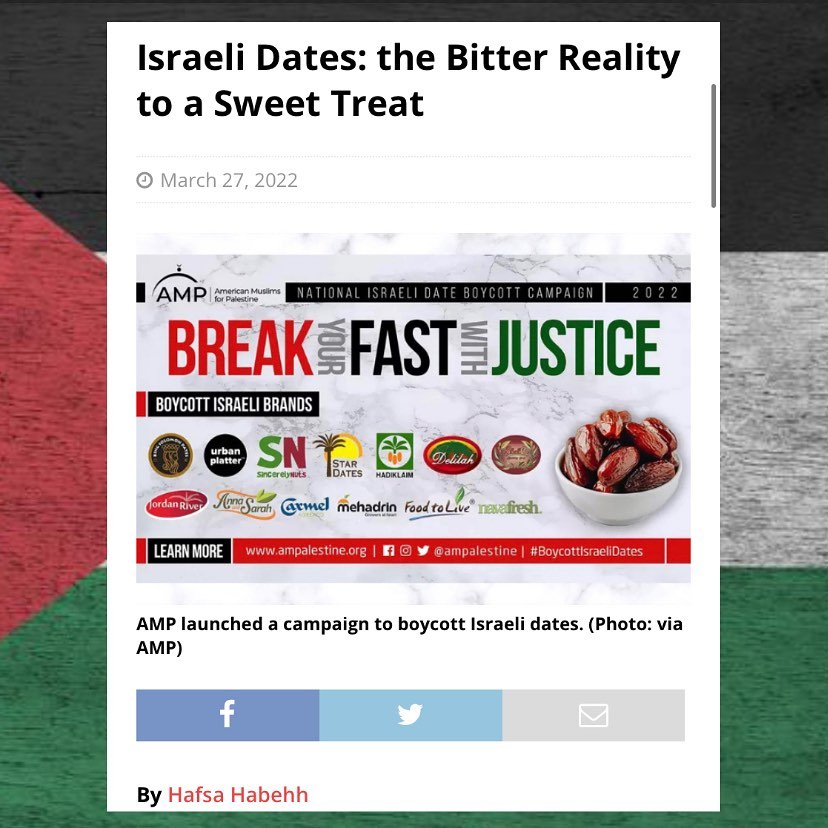 Israeli Dates: the Bitter Reality
to a Sweet Treat
March 27, 2022
AMP American Muslims
for Palestine
NATIONAL ISRAELI DATE BOYCOTT CAMPAIGN 2022
BREAK YOUR FAST WITH JUSTICE
BOYCOTT ISRAELI BRANDS
urban
platter
SN
Sincerely Nuts
STAR
DATES
HADIKLAIM
Delilah
Jordan River
Anna and Sarah
Carmel
mehadrin
Food to Live
navafresh
LEARN MORE www.ampalestine.org | @ampalestine | #BoycottIsraeliDates
AMP launched a campaign to boycott Israeli dates. (Photo: via
AMP)
By Hafsa Habehh